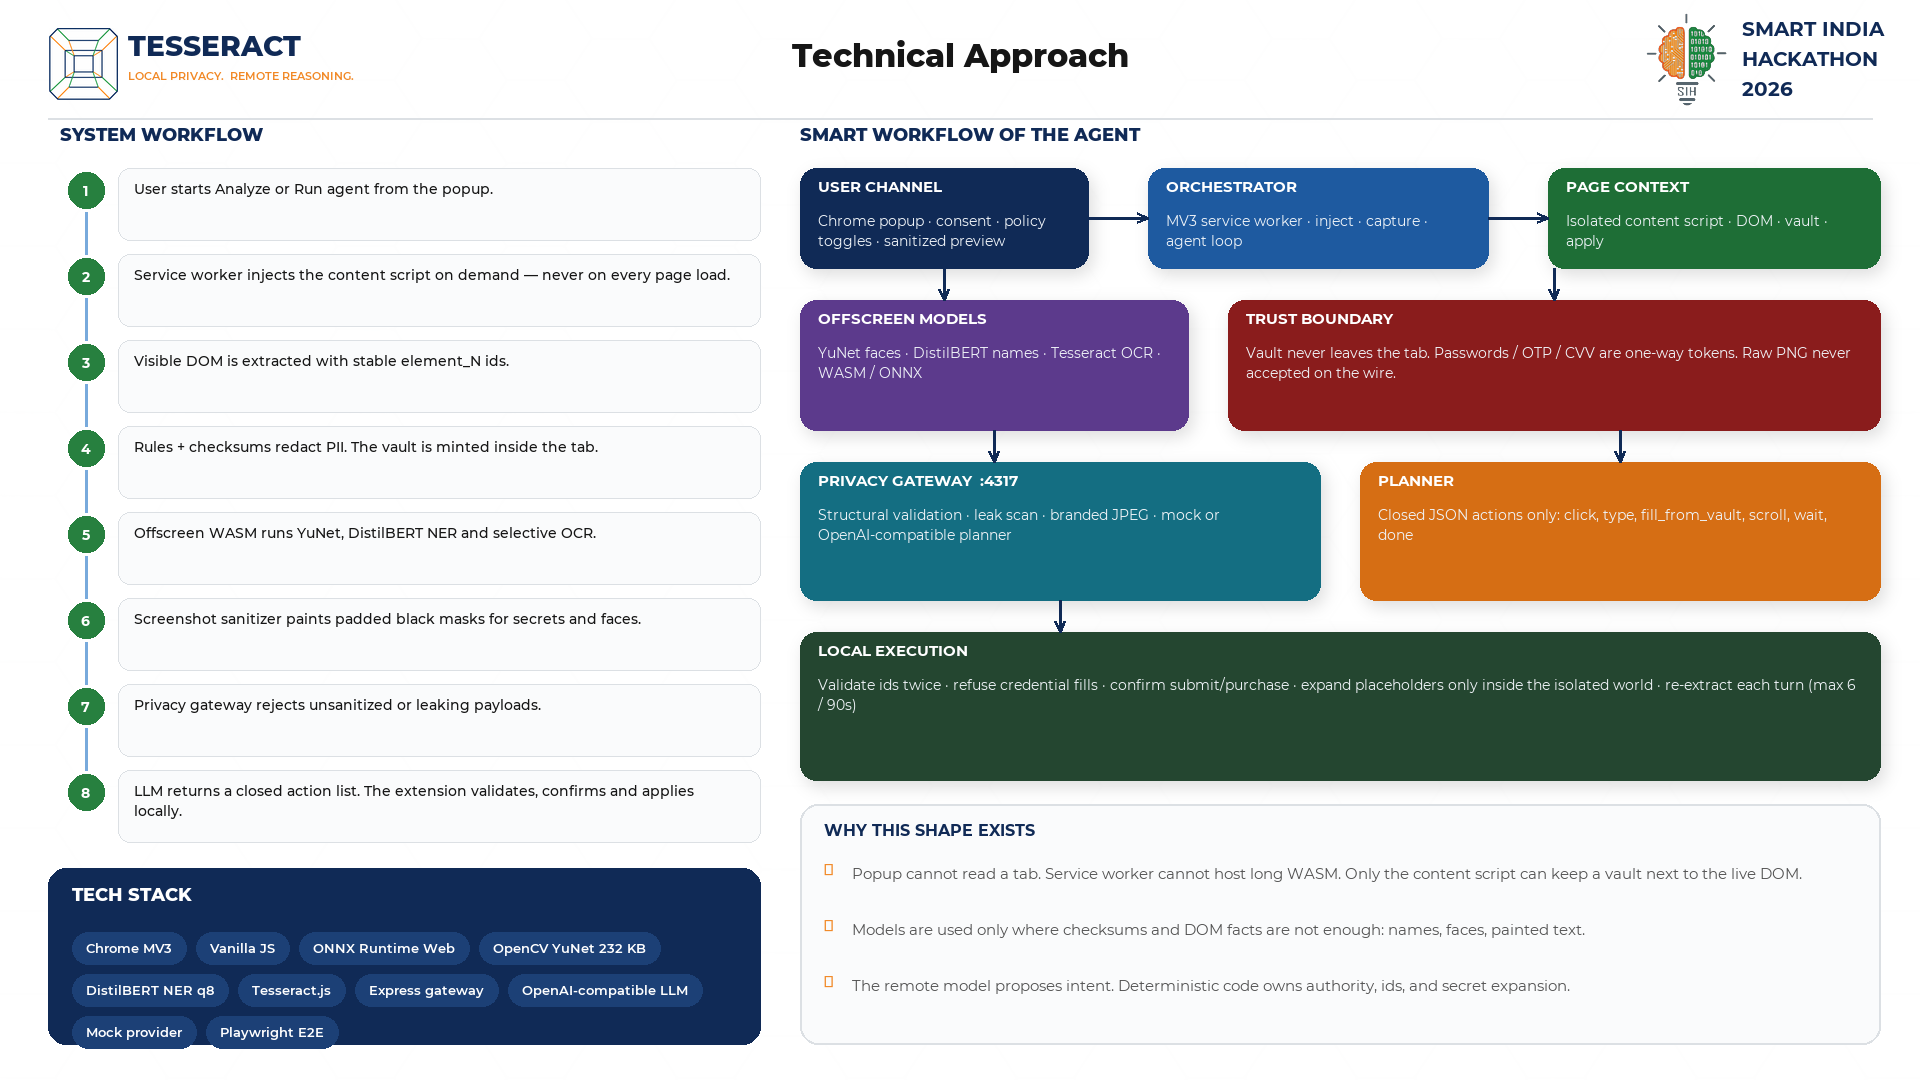 TESSERACT
LOCAL PRIVACY. REMOTE REASONING.
Technical Approach
SIH
SMART INDIA
HACKATHON
2026
SYSTEM WORKFLOW
1
User starts Analyze or Run agent from the popup.
2
Service worker injects the content script on demand — never on every page load.
3
Visible DOM is extracted with stable element_N ids.
4
Rules + checksums redact PII. The vault is minted inside the tab.
5
Offscreen WASM runs YuNet, DistilBERT NER and selective OCR.
6
Screenshot sanitizer paints padded black masks for secrets and faces.
7
Privacy gateway rejects unsanitized or leaking payloads.
8
LLM returns a closed action list. The extension validates, confirms and applies
locally.
TECH STACK
Chrome MV3
Vanilla JS
ONNX Runtime Web
OpenCV YuNet 232 KB
DistilBERT NER q8
Tesseract.js
Express gateway
OpenAI-compatible LLM
Mock provider
Playwright E2E
SMART WORKFLOW OF THE AGENT
USER CHANNEL
Chrome popup · consent · policy
toggles · sanitized preview
ORCHESTRATOR
MV3 service worker · inject · capture ·
agent loop
PAGE CONTEXT
Isolated content script · DOM · vault ·
apply
OFFSCREEN MODELS
YuNet faces · DistilBERT names · Tesseract OCR ·
WASM / ONNX
TRUST BOUNDARY
Vault never leaves the tab. Passwords / OTP / CVV are one-way tokens. Raw PNG never
accepted on the wire.
PRIVACY GATEWAY :4317
Structural validation · leak scan · branded JPEG · mock or
OpenAI-compatible planner
PLANNER
Closed JSON actions only: click, type, fill_from_vault, scroll, wait,
done
LOCAL EXECUTION
Validate ids twice · refuse credential fills · confirm submit/purchase · expand placeholders only inside the isolated world · re-extract each turn (max 6
/ 90s)
WHY THIS SHAPE EXISTS
Popup cannot read a tab. Service worker cannot host long WASM. Only the content script can keep a vault next to the live DOM.
Models are used only where checksums and DOM facts are not enough: names, faces, painted text.
The remote model proposes intent. Deterministic code owns authority, ids, and secret expansion.